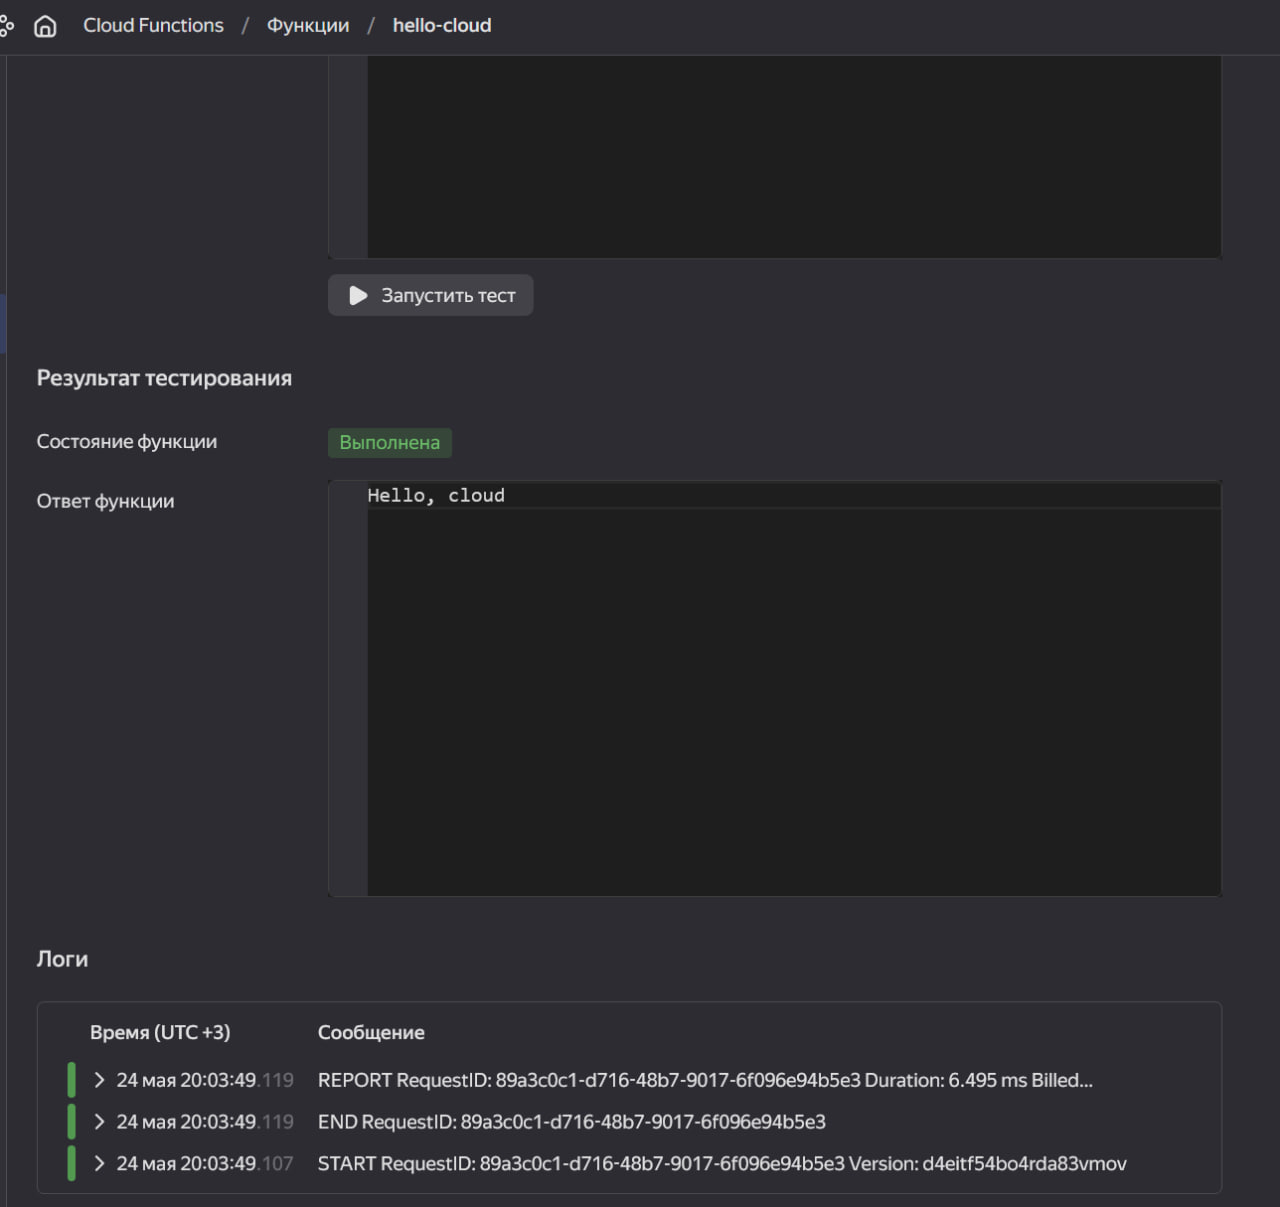 Cloud Functions / Функции / hello-cloud
Запустить тест
Результат тестирования
Состояние функции Выполнена
Ответ функции Hello, cloud
Логи
Время (UTC +3) Сообщение
24 мая 20:03:49.119 REPORT RequestID: 89a3c0c1-d716-48b7-9017-6f096e94b5e3 Duration: 6.495 ms Billed...
24 мая 20:03:49.119 END RequestID: 89a3c0c1-d716-48b7-9017-6f096e94b5e3
24 мая 20:03:49.107 START RequestID: 89a3c0c1-d716-48b7-9017-6f096e94b5e3 Version: d4eitf54bo4rda83vmov